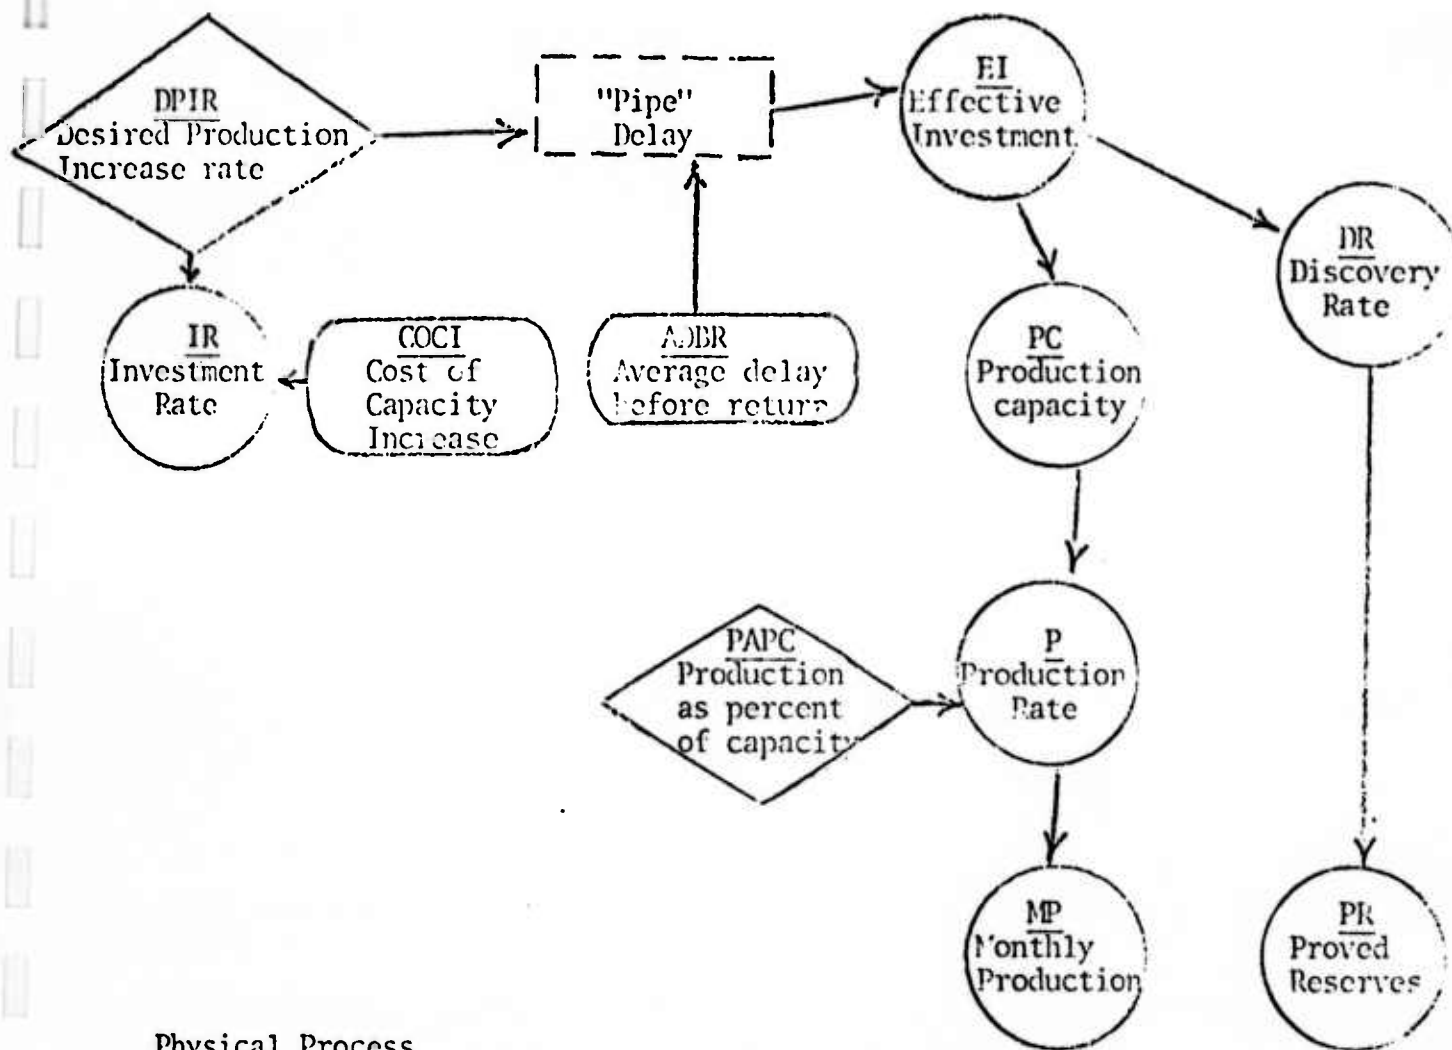 DPIR
Desired Production
Increase rate
"Pipe"
Delay
EI
Effective
Investment
DR
Discovery
Rate
IR
Investment
Rate
COCI
Cost of
Capacity
Increase
ADBR
Average delay
before return
PC
Production
capacity
PAPC
Production
as percent
of capacity
P
Production
Rate
MP
Monthly
Production
PR
Proved
Reserves
Physical Process